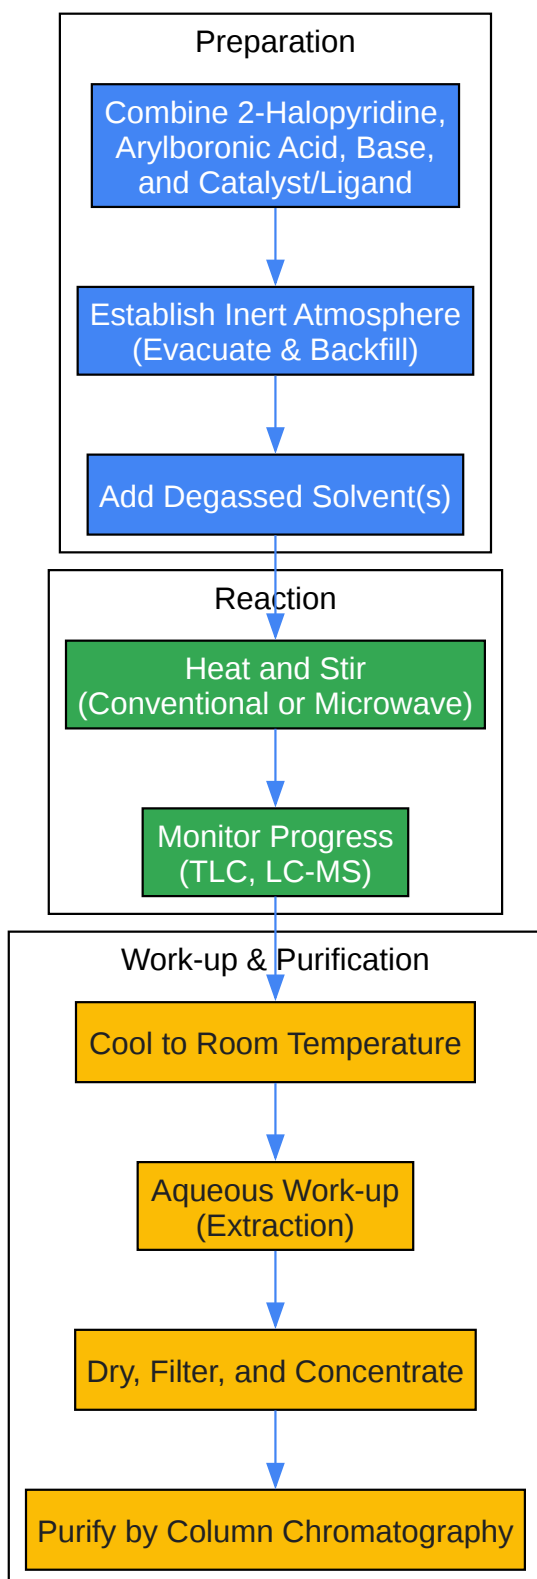 Preparation
Combine 2-Halopyridine,
Arylboronic Acid, Base,
and Catalyst/Ligand
Establish Inert Atmosphere
(Evacuate & Backfill)
Add Degassed Solvent(s)
Reaction
Heat and Stir
(Conventional or Microwave)
Monitor Progress
(TLC, LC-MS)
Work-up & Purification
Cool to Room Temperature
Aqueous Work-up
(Extraction)
Dry, Filter, and Concentrate
Purify by Column Chromatography